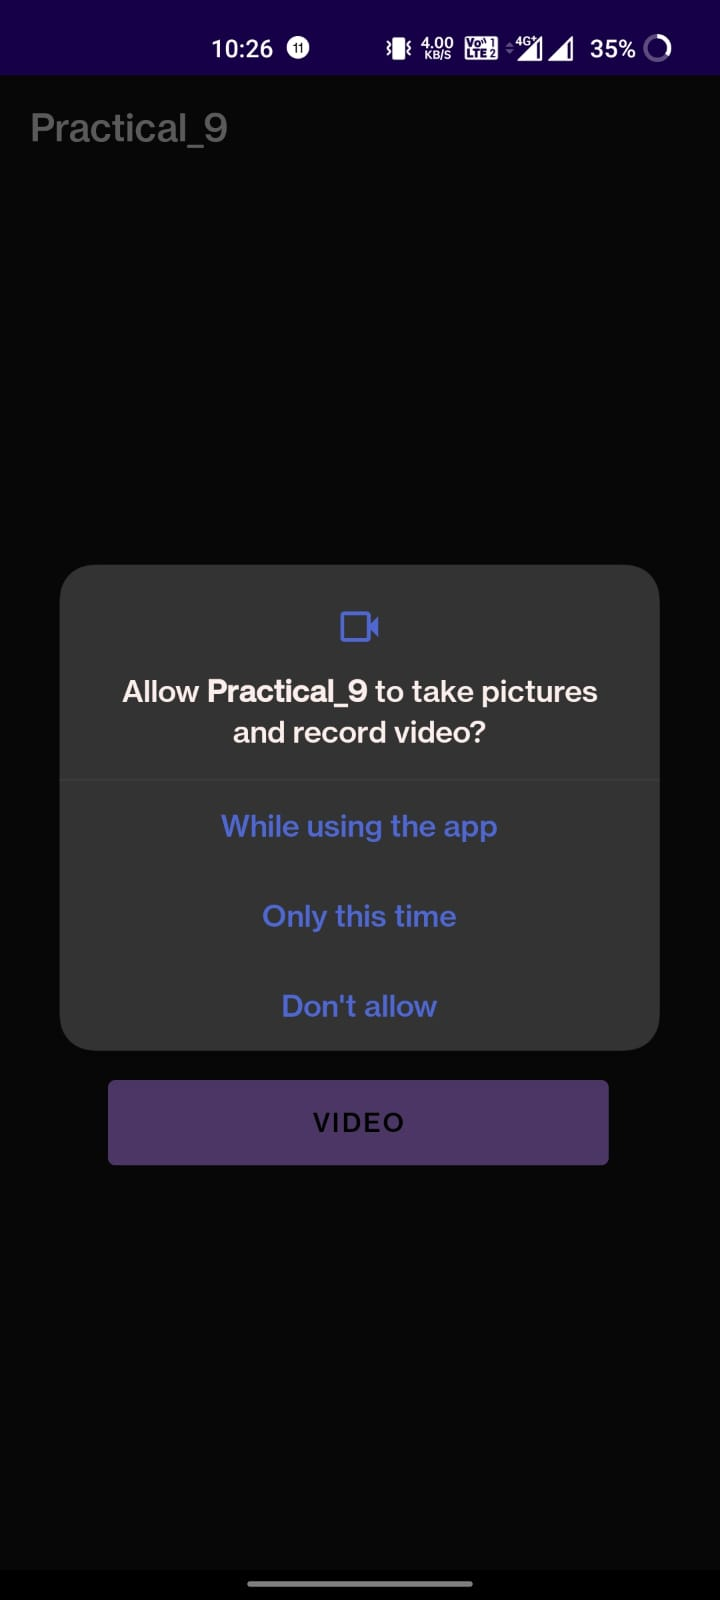 10:26 11 4.00 KB/S Vo 1 LTE 2 4G+ 35%
Practical_9
Allow Practical_9 to take pictures
and record video?
While using the app
Only this time
Don't allow
VIDEO